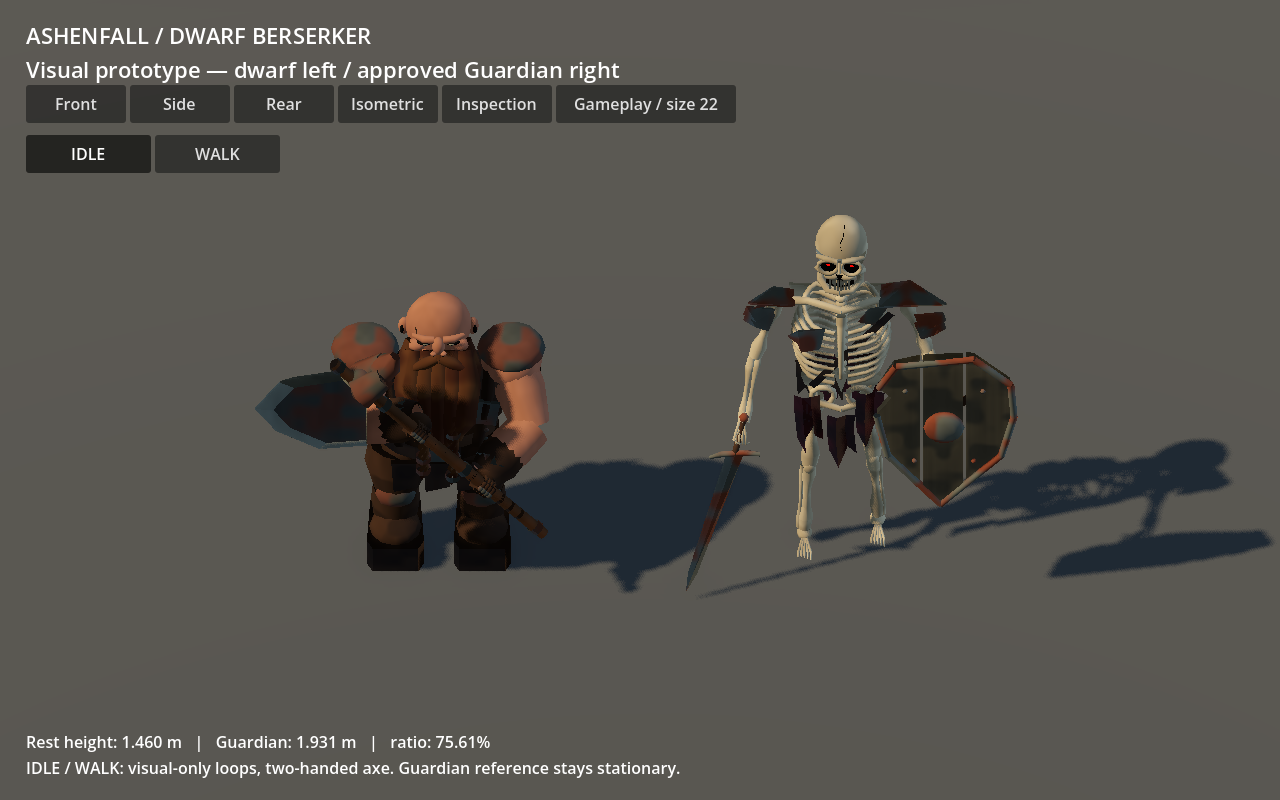 ASHENFALL / DWARF BERSERKER
Visual prototype — dwarf left / approved Guardian right
Front Side Rear Isometric Inspection Gameplay / size 22
IDLE WALK
Rest height: 1.460 m | Guardian: 1.931 m | ratio: 75.61%
IDLE / WALK: visual-only loops, two-handed axe. Guardian reference stays stationary.